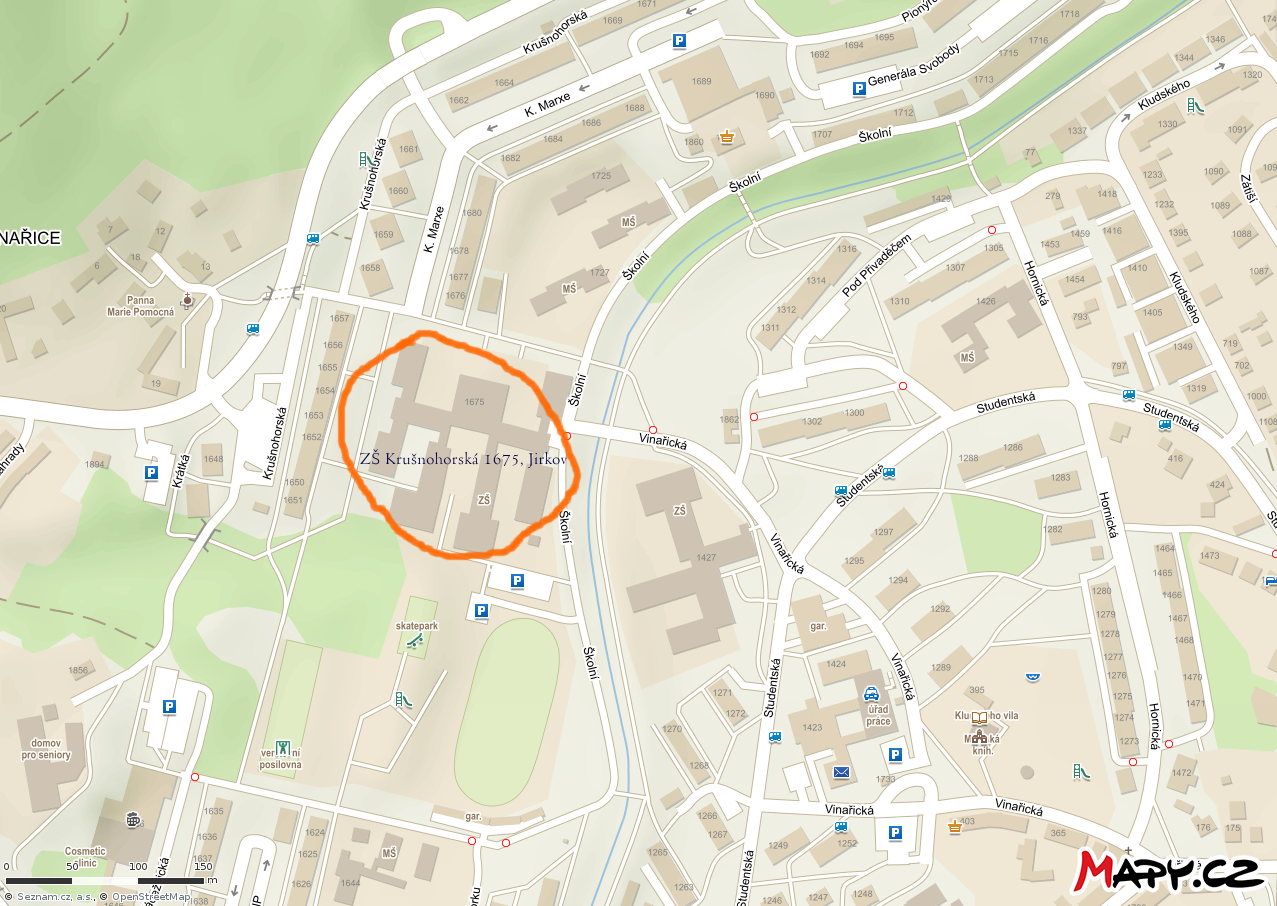 1671
Pionýrů
1718
Krušnohorská
1669
1692
1694
1695
1716
1346
1715
1344
Generála Svobody
1664
1689
1713
1326
1320
1662
K. Marxe
1690
Kludského
1688
1712
1686
1707
Školní
1330
1091
1684
1860
1337
1661
1682
77
Krušnohorská
1725
Školní
1233
1090
Zátiší
1660
279
1418
1232
1089
1680
MŠ
1429
7
12
1659
K. Marxe
1459
1416
1395
1088
NAŘICE
18
1678
1316
Pod Přivaděčem
1305
1453
6
13
1658
1727
Školní
1314
1307
Hornická
1410
1087
1677
MŠ
1454
Kludského
Panna
Marie Pomocná
1676
1312
1310
1426
1405
1657
1311
793
1656
MŠ
1349
719
797
19
1655
1654
Školní
1319
702
1000
1675
1653
1862
1302
1300
Studentská
Studentská
Krušnohorská
1652
Vinařická
1108
1286
1648
ZŠ Krušnohorská 1675, Jirkov
1288
416
1894
Krátká
Studentská
1283
424
1650
ZŠ
ZŠ
Hornická
1651
Školní
1297
1282
Vinařická
1427
1295
1464
1473
1465
1294
1280
1466
1292
1279
1467
skatepark
gar.
1278
1468
1277
1856
Školní
1424
Vinařická
1289
1276
1470
Studentská
1271
395
1275
1471
1272
úřad
práce
1274
Hornická
domov
pro seniory
1270
1423
1273
posilovna
knih.
1268
1733
1472
1635
gar.
1266
Vinařická
Vinařická
1636
1624
1267
403
365
176
175
Cosmetic
MŠ
1265
1249
1252
1637
1625
0
50
100
150
m
1626
1644
1263
1246
1247
Studentská
© Seznam.cz, a.s., © OpenStreetMap
MAPY.CZ